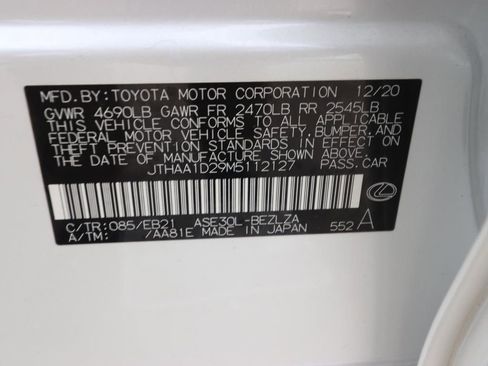 MFD.BY:TOYOTA MOTOR CORPORATION 12/20
GVWR 4690LB GAWR FR 2470LB RR 2545LB
THIS VEHICLE CONFORMS TO ALL APPLICABLE
FEDERAL MOTOR VEHICLE SAFETY,BUMPER,AND
THEFT PREVENTION STANDARDS IN EFFECT ON
THE DATE OF MANUFACTURE SHOWN ABOVE.
JTHAA1D29M5112127 PASS.CAR
C/TR:085/EB21 ASE30L-BEZLZA
A/TM: /AA81E MADE IN JAPAN 552 A